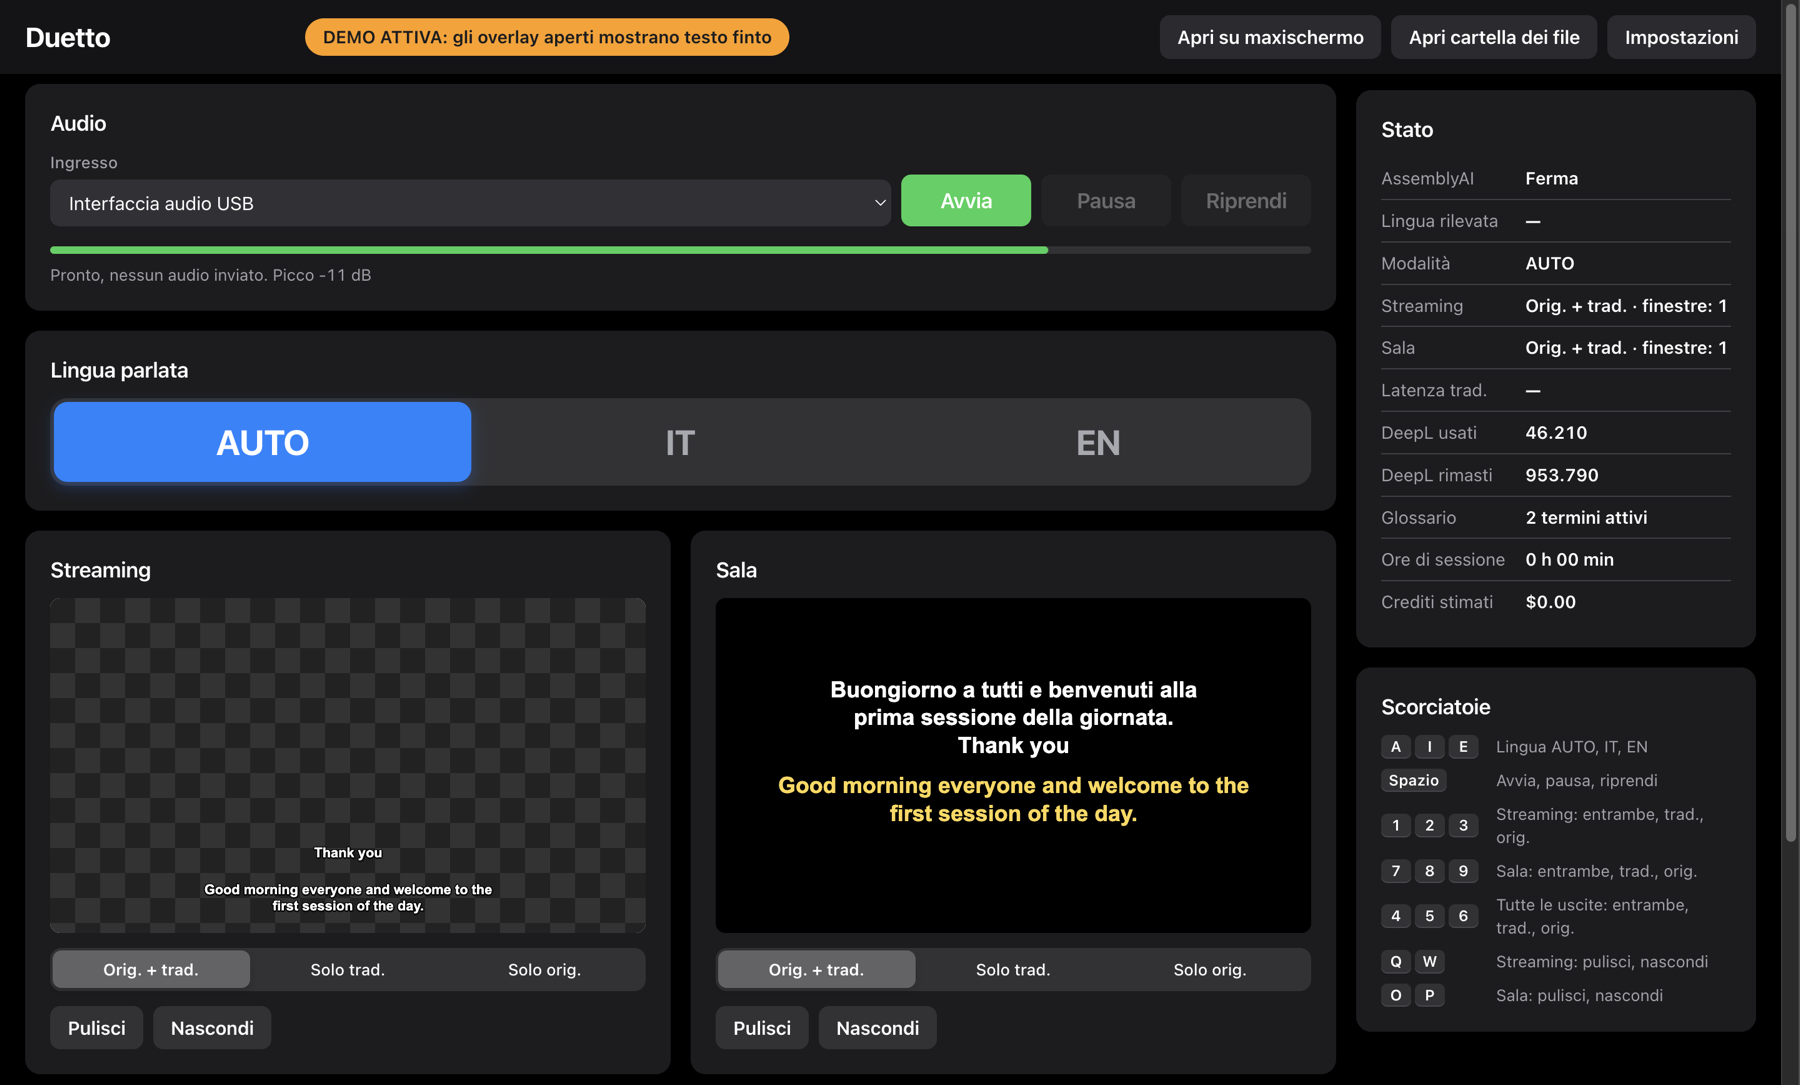 Duetto
DEMO ATTIVA: gli overlay aperti mostrano testo finto
Apri su maxischermo
Apri cartella dei file
Impostazioni
Audio
Ingresso
Interfaccia audio USB
Avvia
Pausa
Riprendi
Pronto, nessun audio inviato. Picco -11 dB
Lingua parlata
AUTO
IT
EN
Streaming
Thank you
Good morning everyone and welcome to the
first session of the day.
Orig. + trad.
Solo trad.
Solo orig.
Pulisci
Nascondi
Sala
Buongiorno a tutti e benvenuti alla
prima sessione della giornata.
Thank you
Good morning everyone and welcome to the
first session of the day.
Orig. + trad.
Solo trad.
Solo orig.
Pulisci
Nascondi
Stato
AssemblyAI Ferma
Lingua rilevata —
Modalità AUTO
Streaming Orig. + trad. · finestre: 1
Sala Orig. + trad. · finestre: 1
Latenza trad. —
DeepL usati 46.210
DeepL rimasti 953.790
Glossario 2 termini attivi
Ore di sessione 0 h 00 min
Crediti stimati $0.00
Scorciatoie
A I E Lingua AUTO, IT, EN
Spazio Avvia, pausa, riprendi
1 2 3 Streaming: entrambe, trad.,
orig.
7 8 9 Sala: entrambe, trad., orig.
4 5 6 Tutte le uscite: entrambe,
trad., orig.
Q W Streaming: pulisci, nascondi
O P Sala: pulisci, nascondi